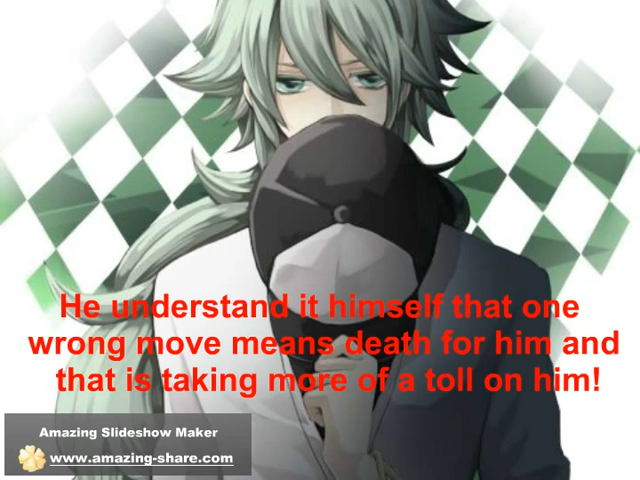 He understand it himself that one
wrong move means death for him and
that is taking more of a toll on him!
Amazing Slideshow Maker
www.amazing-share.com